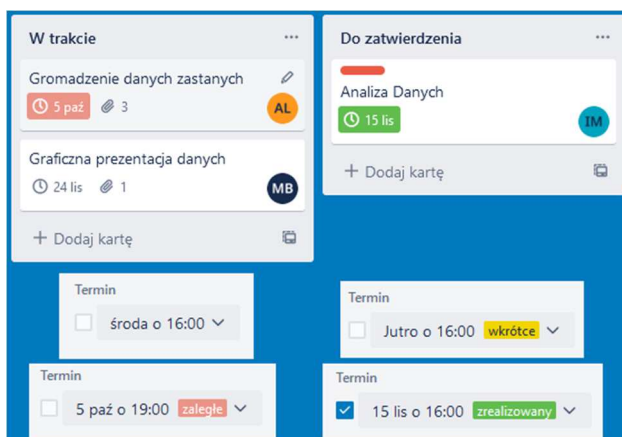 W trakcie
Gromadzenie danych zastanych
5 paź 3
AL
Graficzna prezentacja danych
24 lis 1
MB
+ Dodaj kartę
Do zatwierdzenia
Analiza Danych
15 lis
IM
+ Dodaj kartę
Termin
środa o 16:00
Termin
Jutro o 16:00 wkrótce
Termin
5 paź o 19:00 zaległe
Termin
15 lis o 16:00 zrealizowany